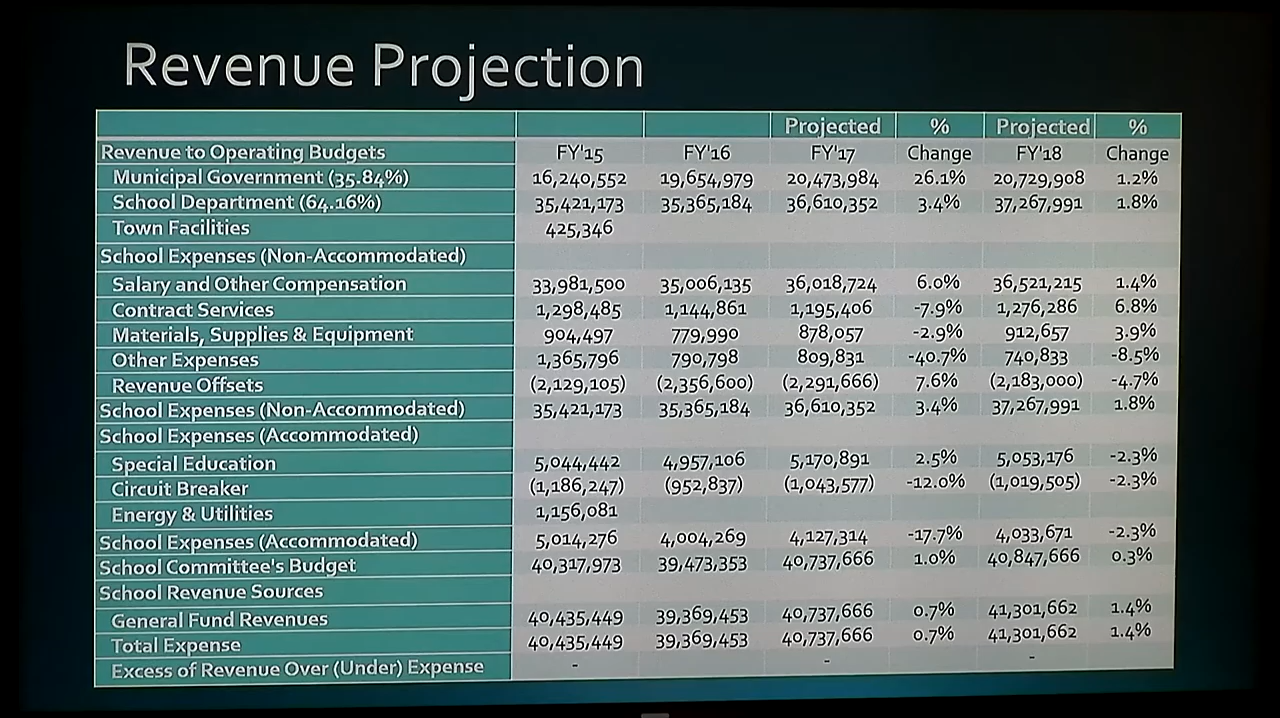 Revenue Projection
Projected % Projected %
Revenue to Operating Budgets FY'15 FY'16 FY'17 Change FY'18 Change
Municipal Government (35.84%) 16,240,552 19,654,979 20,473,984 26.1% 20,729,908 1.2%
School Department (64.16%) 35,421,173 35,365,184 36,610,352 3.4% 37,267,991 1.8%
Town Facilities 425,346
School Expenses (Non-Accommodated)
Salary and Other Compensation 33,981,500 35,006,135 36,018,724 6.0% 36,521,215 1.4%
Contract Services 1,298,485 1,144,861 1,195,406 -7.9% 1,276,286 6.8%
Materials, Supplies & Equipment 904,497 779,990 878,057 -2.9% 912,657 3.9%
Other Expenses 1,365,796 790,798 809,831 -40.7% 740,833 -8.5%
Revenue Offsets (2,129,105) (2,356,600) (2,291,666) 7.6% (2,183,000) -4.7%
School Expenses (Non-Accommodated) 35,421,173 35,365,184 36,610,352 3.4% 37,267,991 1.8%
School Expenses (Accommodated)
Special Education 5,044,442 4,957,106 5,170,891 2.5% 5,053,176 -2.3%
Circuit Breaker (1,186,247) (952,837) (1,043,577) -12.0% (1,019,505) -2.3%
Energy & Utilities 1,156,081
School Expenses (Accommodated) 5,014,276 4,004,269 4,127,314 -17.7% 4,033,671 -2.3%
School Committee's Budget 40,317,973 39,473,353 40,737,666 1.0% 40,847,666 0.3%
School Revenue Sources
General Fund Revenues 40,435,449 39,369,453 40,737,666 0.7% 41,301,662 1.4%
Total Expense 40,435,449 39,369,453 40,737,666 0.7% 41,301,662 1.4%
Excess of Revenue Over (Under) Expense - - -